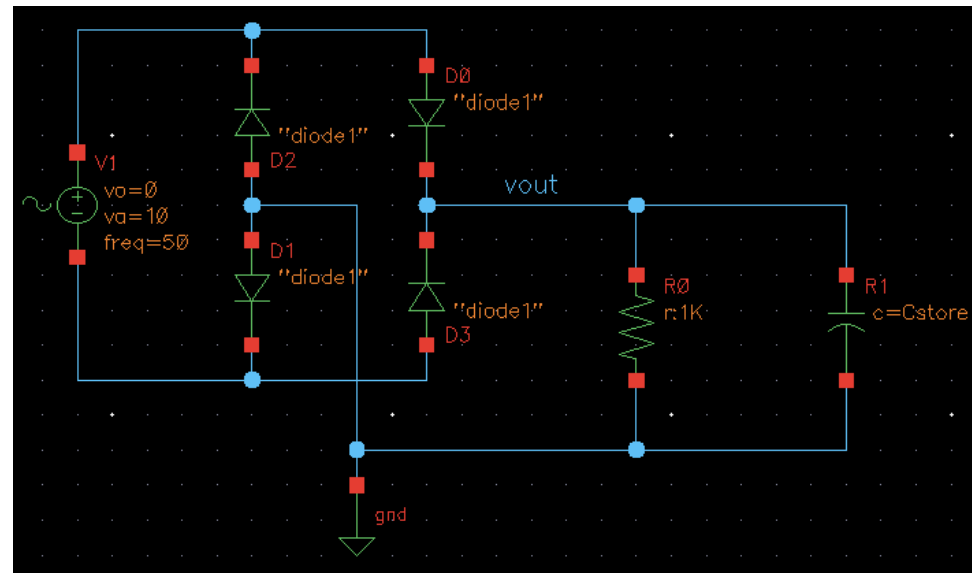 V1
vo=0
va=10
freq=50
D2
"diode1"
D0
"diode1"
D1
"diode1"
D3
"diode1"
vout
R0
r:1K
R1
c=Cstore
gnd